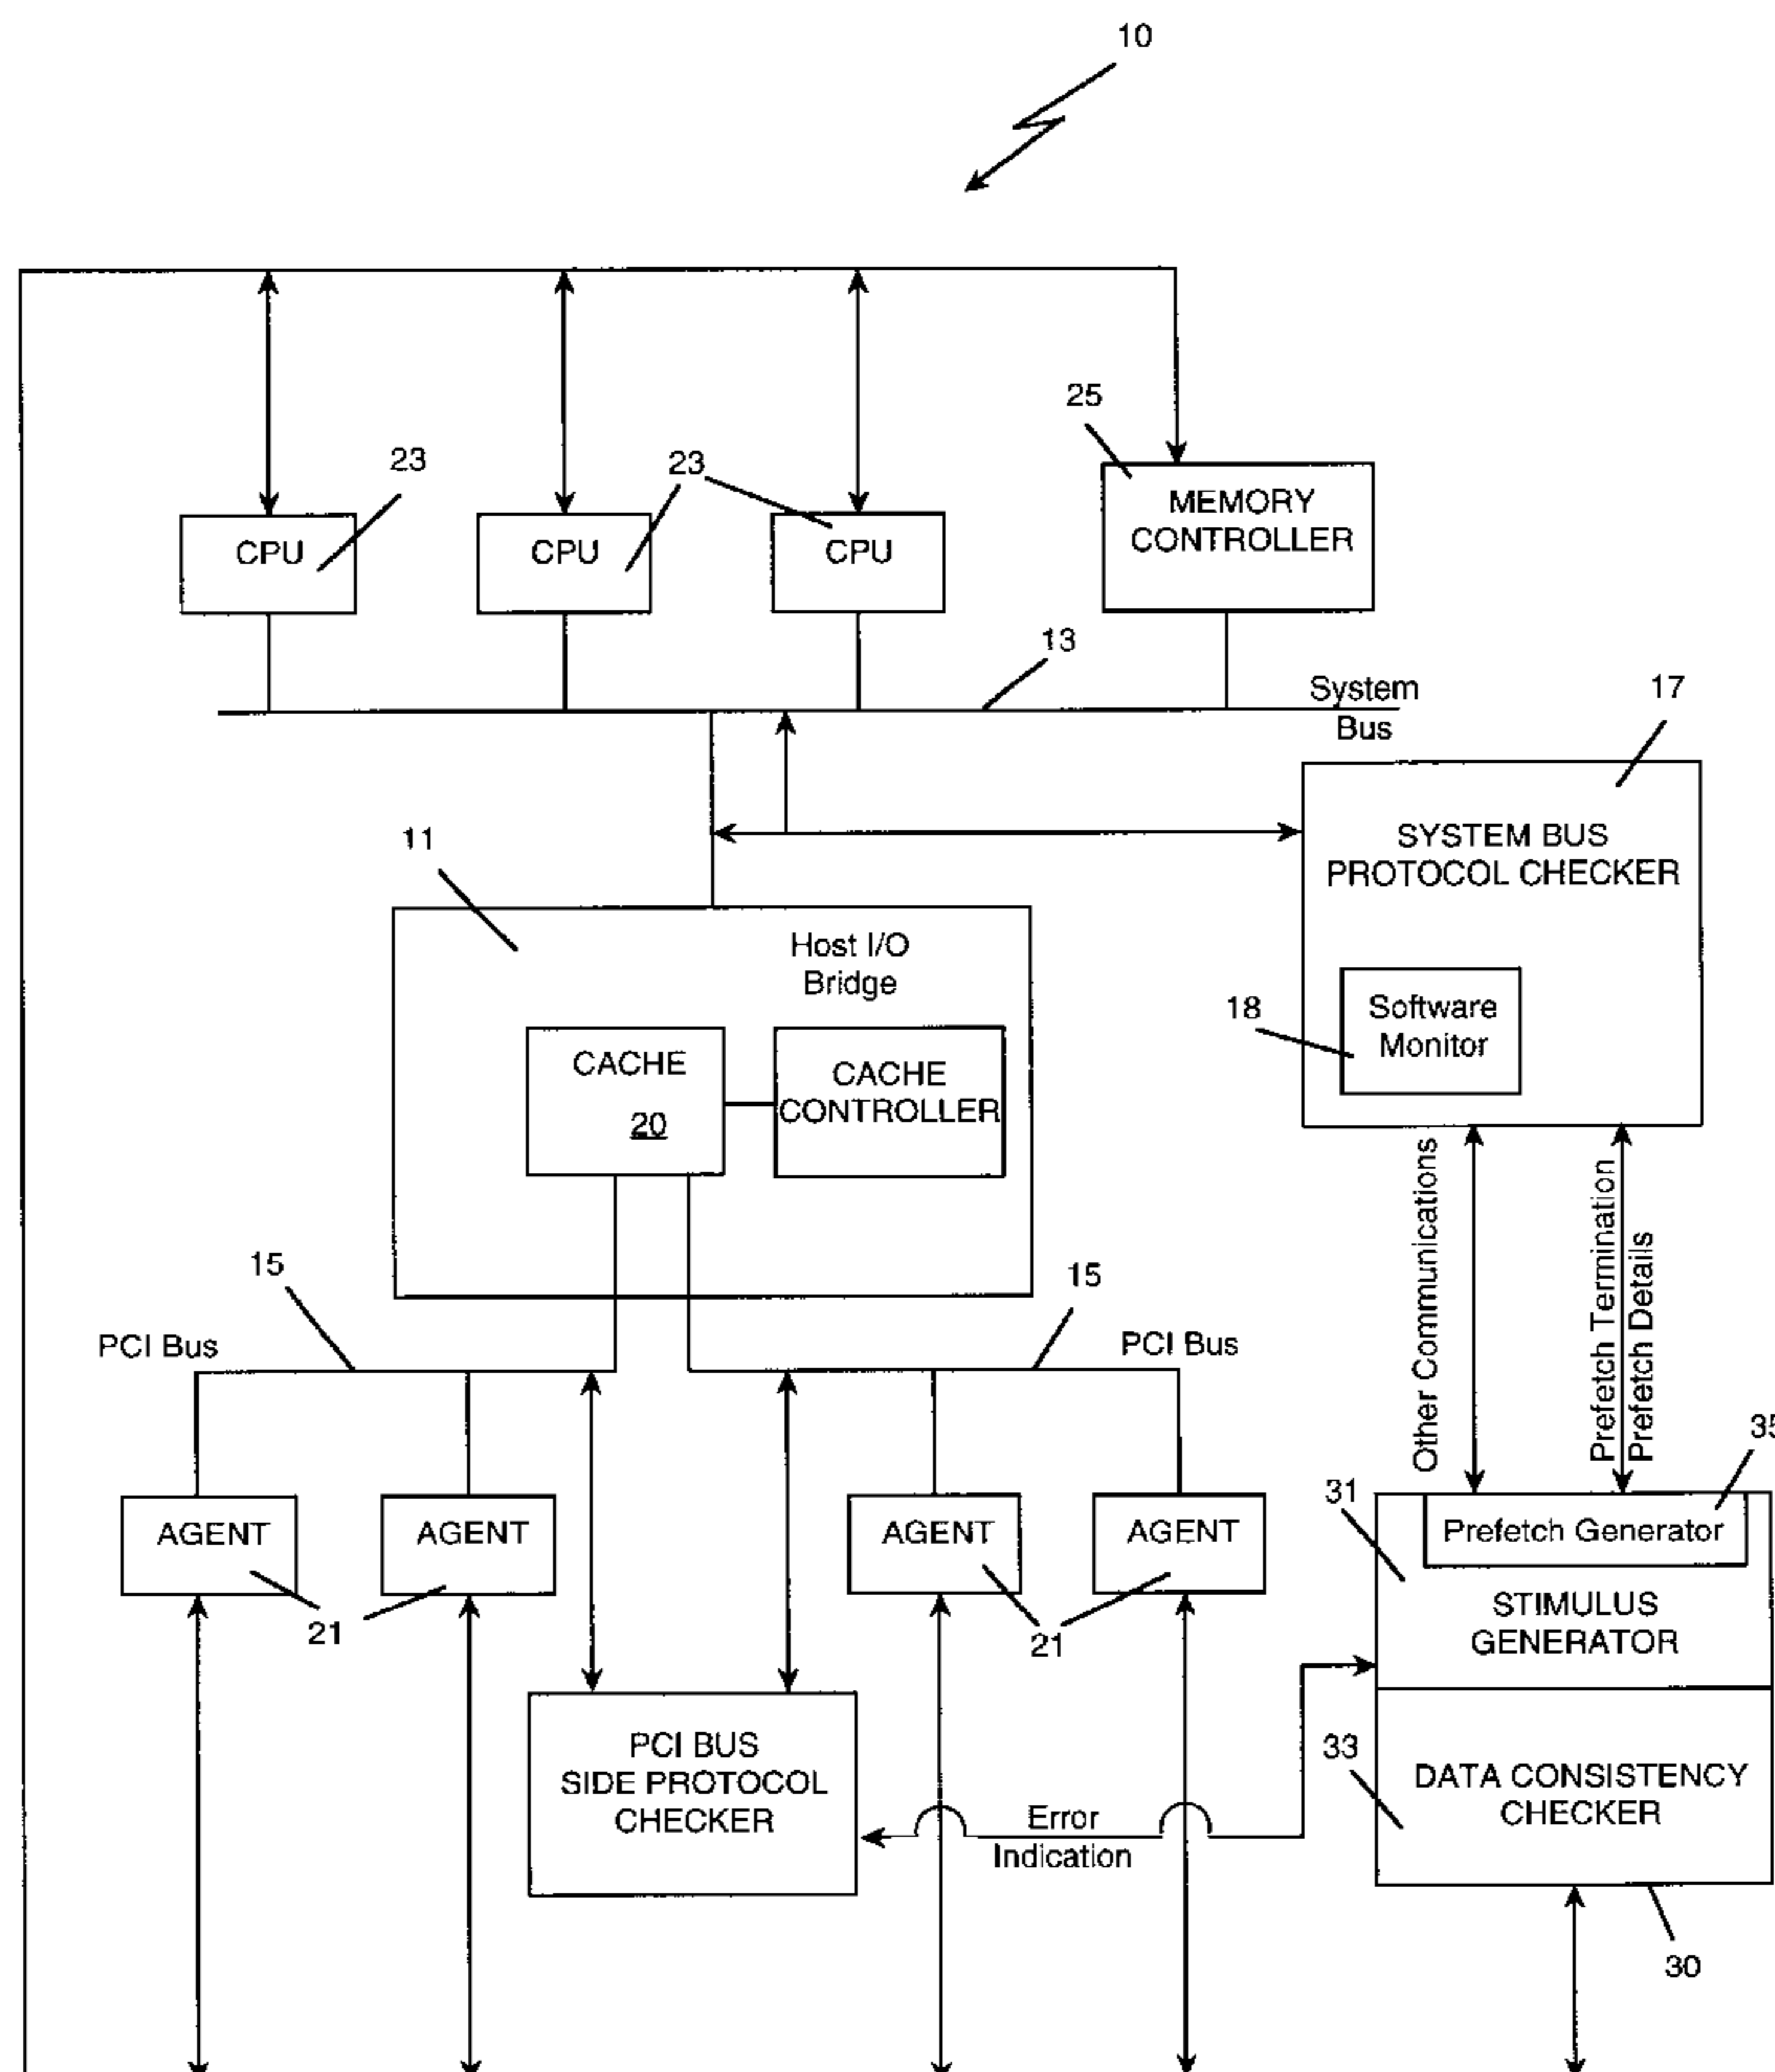 10
25
23
23
MEMORY
CONTROLLER
CPU
CPU
CPU
13
System
Bus
17
11
SYSTEM BUS
PROTOCOL CHECKER
Host I/O
Bridge
18
Software
Monitor
CACHE
20
CACHE
CONTROLLER
Other Communications
Prefetch Termination
Prefetch Details
15
15
PCI Bus
PCI Bus
35
31
Prefetch Generator
AGENT
AGENT
AGENT
AGENT
21
21
STIMULUS
GENERATOR
PCI BUS
SIDE PROTOCOL
CHECKER
33
DATA CONSISTENCY
CHECKER
Error
Indication
30